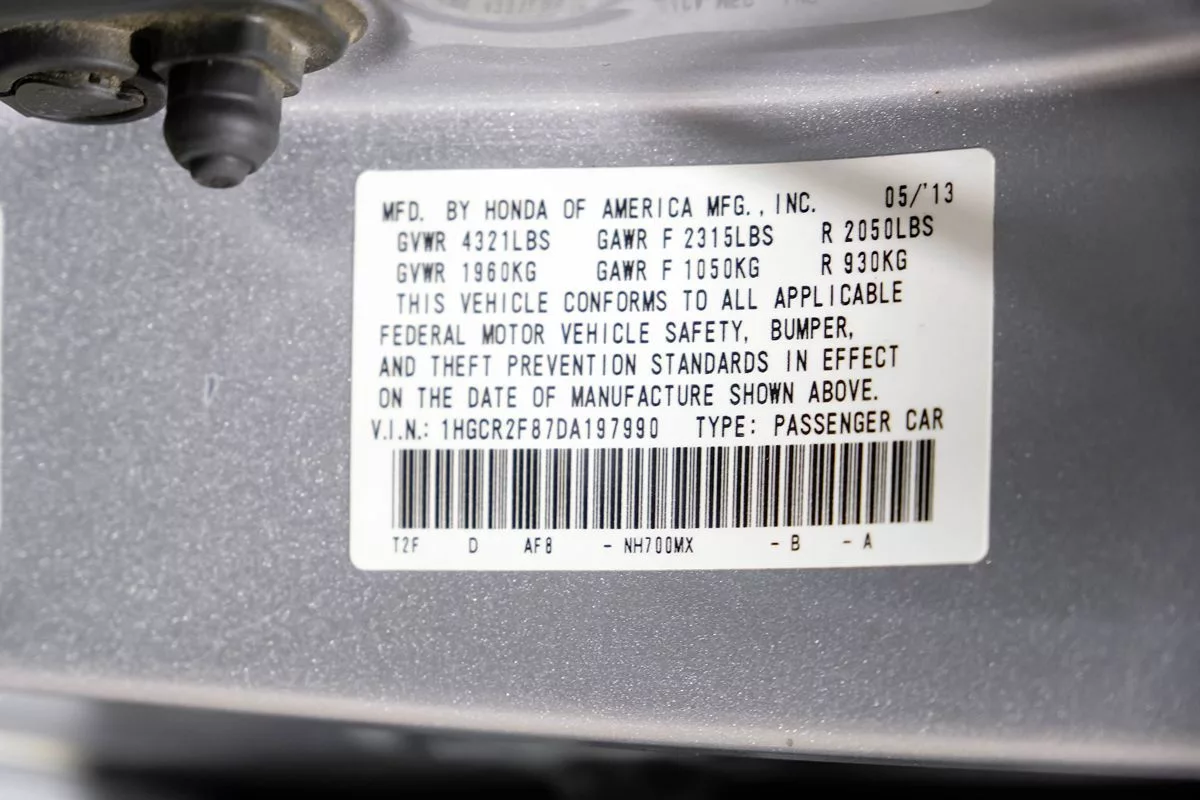 MFD. BY HONDA OF AMERICA MFG., INC. 05/'13
GVWR 4321LBS GAWR F 2315LBS R 2050LBS
GVWR 1960KG GAWR F 1050KG R 930KG
THIS VEHICLE CONFORMS TO ALL APPLICABLE
FEDERAL MOTOR VEHICLE SAFETY, BUMPER,
AND THEFT PREVENTION STANDARDS IN EFFECT
ON THE DATE OF MANUFACTURE SHOWN ABOVE.
V.I.N.: 1HGCR2F87DA197990 TYPE: PASSENGER CAR
T2F D AF8 - NH700MX - B - A